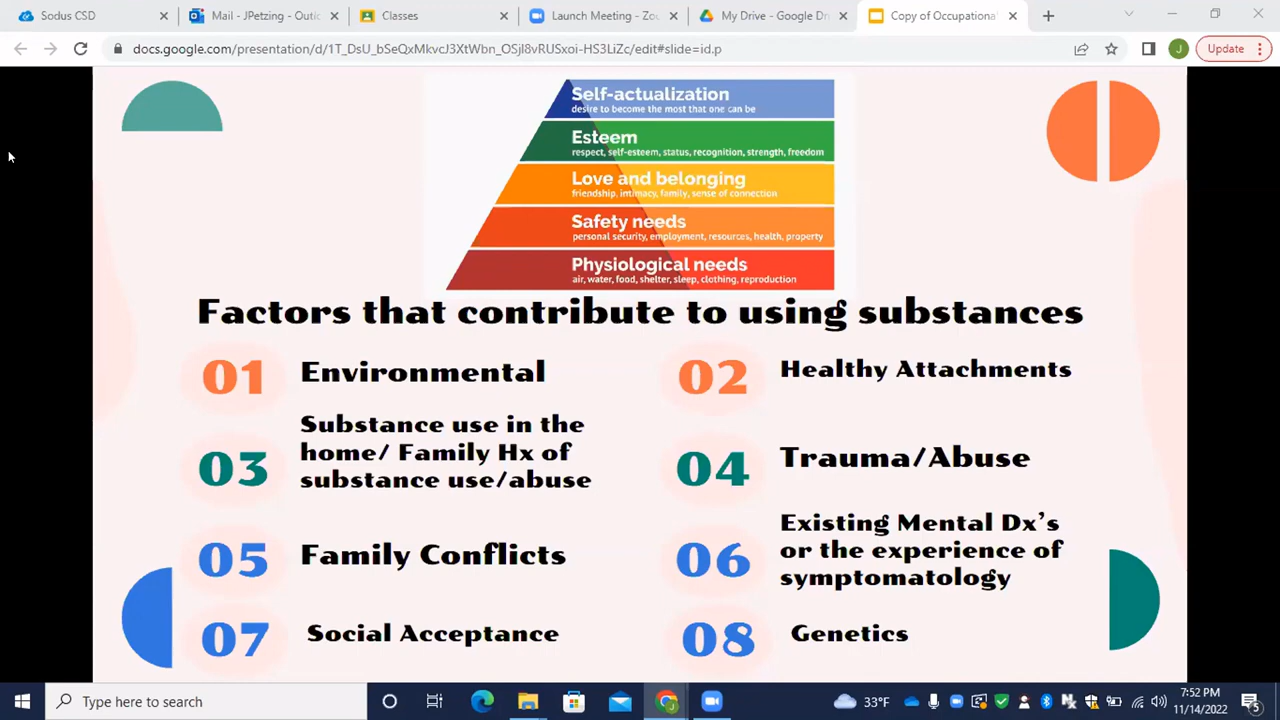 Sodus CSD
Mail - JPetzing - Outlo
Classes
Launch Meeting - Zo
My Drive - Google Dri
Copy of Occupational
docs.google.com/presentation/d/1T_DsU_bSeQxMkvcJ3XtWbn_OSjl8vRUSxoi-HS3LiZc/edit#slide=id.p
J
Update
Self-actualization
desire to become the most that one can be
Esteem
respect, self-esteem, status, recognition, strength, freedom
Love and belonging
friendship, intimacy, family, sense of connection
Safety needs
personal security, employment, resources, health, property
Physiological needs
air, water, food, shelter, sleep, clothing, reproduction
Factors that contribute to using substances
01 Environmental
02 Healthy Attachments
03 Substance use in the
home/ Family Hx of
substance use/abuse
04 Trauma/Abuse
05 Family Conflicts
06 Existing Mental Dx's
or the experience of
symptomatology
07 Social Acceptance
08 Genetics
Type here to search
33°F
7:52 PM
11/14/2022
5